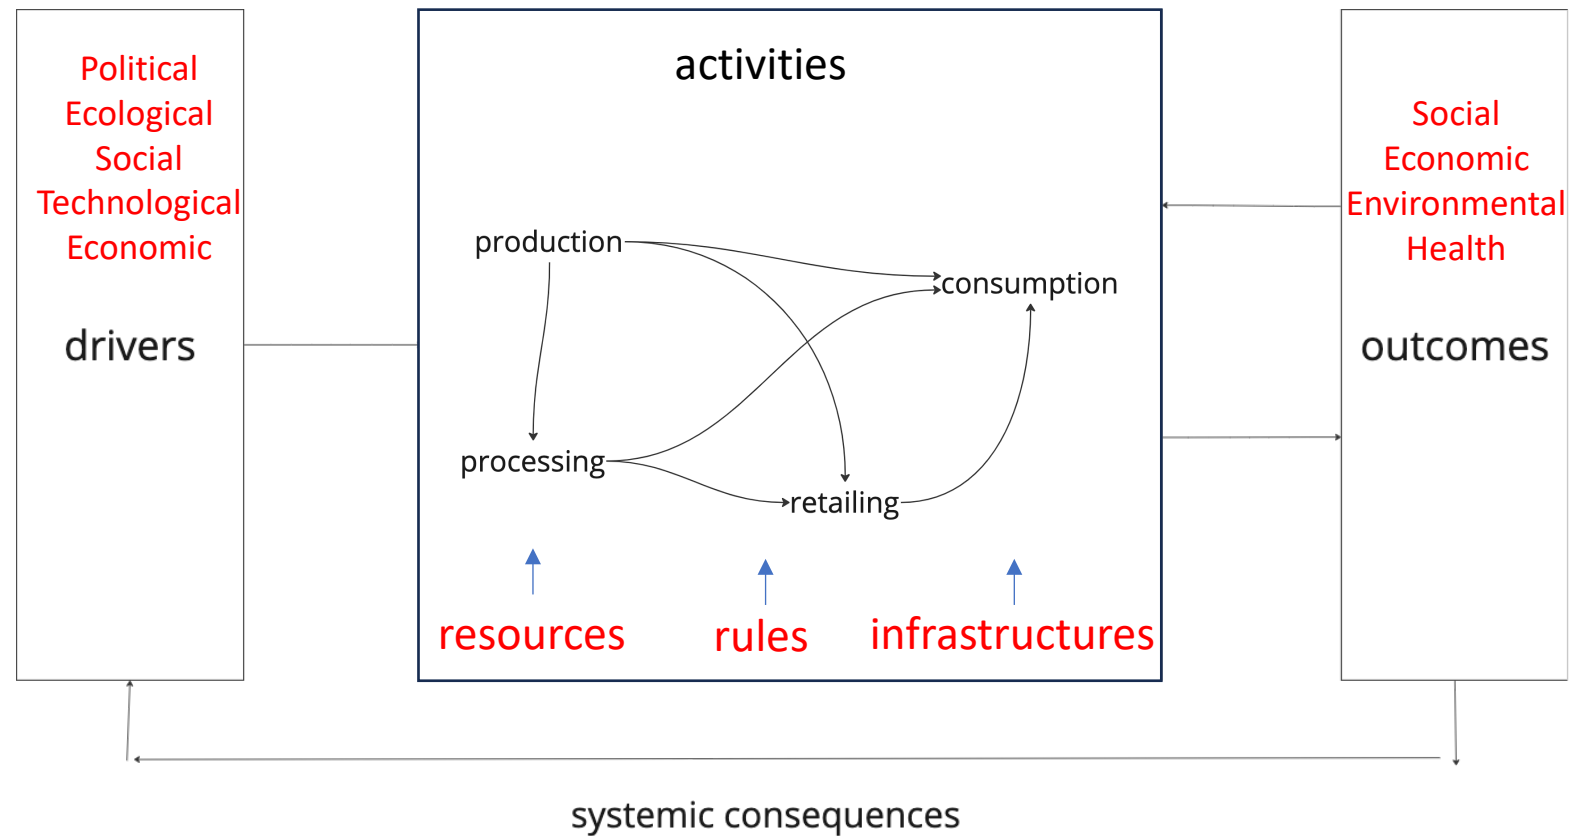 Political
Ecological
Social
Technological
Economic
drivers
activities
production
consumption
processing
retailing
resources
rules
infrastructures
Social
Economic
Environmental
Health
outcomes
systemic consequences